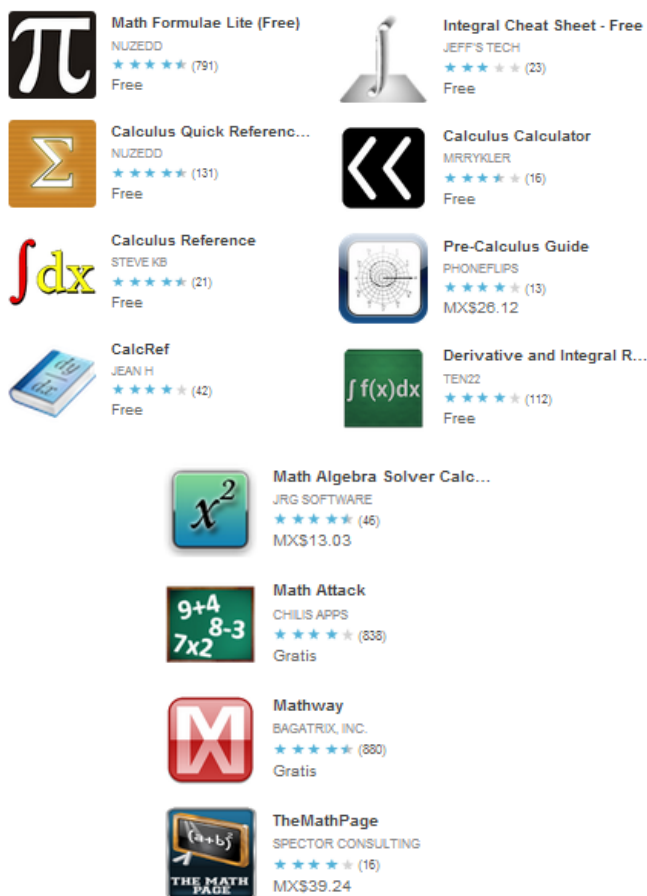 π
Math Formulae Lite (Free)
NUZEDD
(791)
Free
∫
Integral Cheat Sheet - Free
JEFF'S TECH
(23)
Free
Σ
Calculus Quick Referenc...
NUZEDD
(131)
Free
Calculus Calculator
MRRYKLER
(16)
Free
∫dx
Calculus Reference
STEVE KB
(21)
Free
Pre-Calculus Guide
PHONEFLIPS
(13)
MX$26.12
dy
dx
CalcRef
JEAN H
(42)
Free
∫f(x)dx
Derivative and Integral R...
TEN22
(112)
Free
x²
Math Algebra Solver Calc...
JRG SOFTWARE
(46)
MX$13.03
9+4
8-3
7x2
Math Attack
CHILIS APPS
(838)
Gratis
M
Mathway
BAGATRIX, INC.
(880)
Gratis
(a+b)²
THE MATH
PAGE
TheMathPage
SPECTOR CONSULTING
(16)
MX$39.24